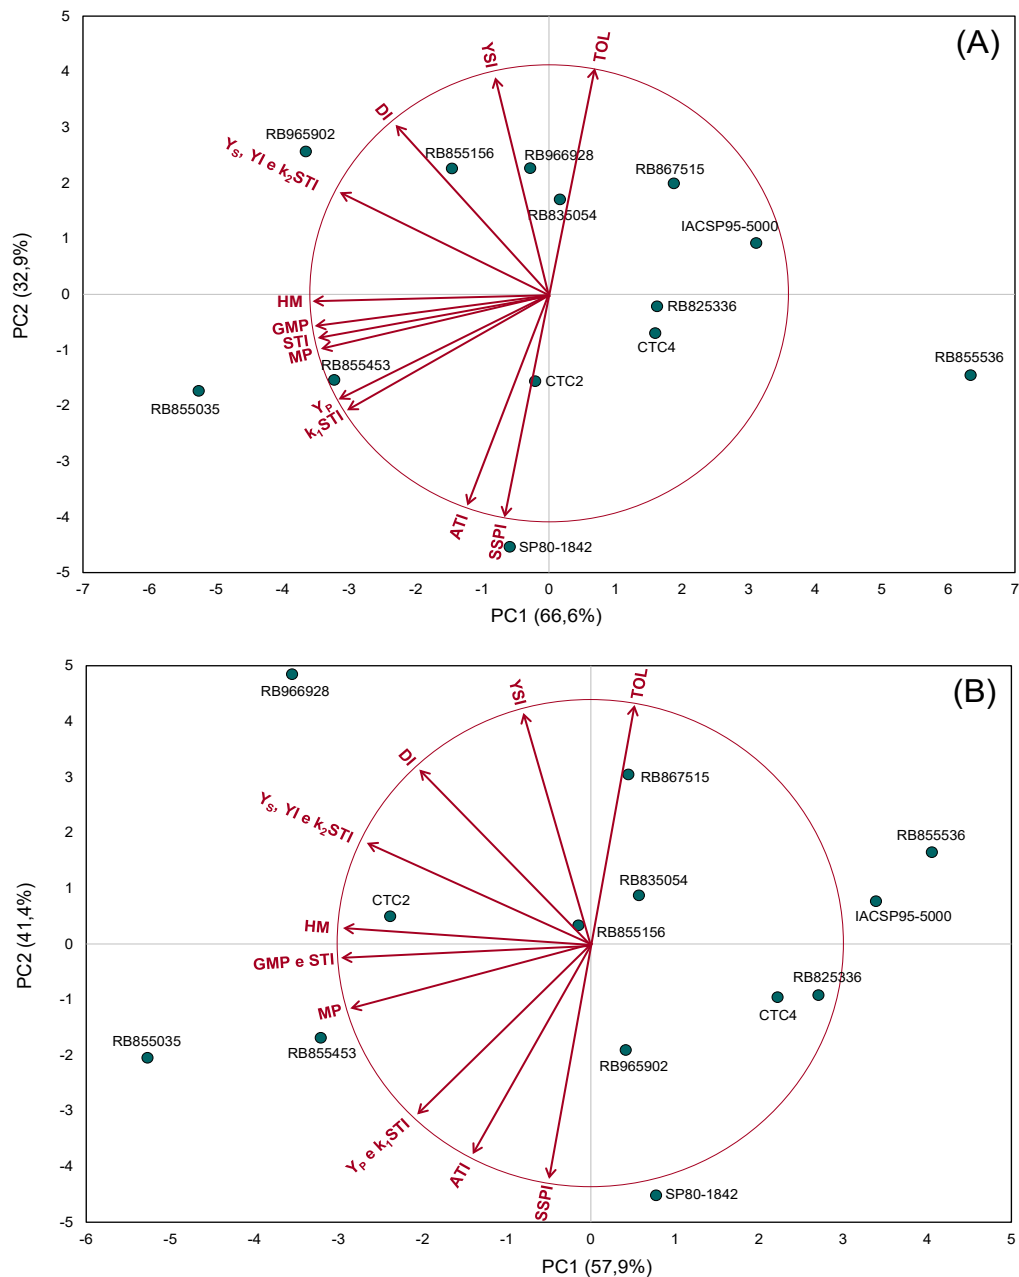 (A)
5
4
3
2
1
0
-1
-2
-3
-4
-5
PC2 (32,9%)
YSI
TOL
DI
RB965902
Yₛ, YI e k₂STI
RB855156
RB966928
RB867515
RB835054
IACSP95-5000
HM
RB825336
GMP
STI
CTC4
MP
RB855453
RB855536
CTC2
RB855035
Yₚ
k₁STI
ATI
SSPI
SP80-1842
-7 -6 -5 -4 -3 -2 -1 0 1 2 3 4 5 6 7
PC1 (66,6%)
(B)
5
4
3
2
1
0
-1
-2
-3
-4
-5
PC2 (41,4%)
RB966928
YSI
TOL
DI
RB867515
Yₛ, YI e k₂STI
RB855536
RB835054
CTC2
IACSP95-5000
HM
RB855156
GMP e STI
RB825336
MP
CTC4
RB855035
RB855453
RB965902
Yₚ e k₁STI
ATI
SSPI
SP80-1842
-6 -5 -4 -3 -2 -1 0 1 2 3 4 5
PC1 (57,9%)